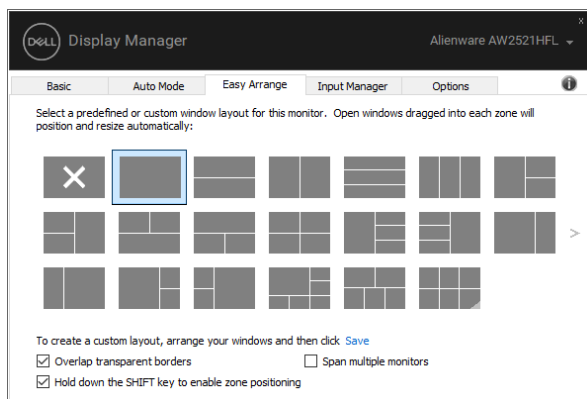 DELL Display Manager
Alienware AW2521HFL
x
Basic Auto Mode Easy Arrange Input Manager Options
i
Select a predefined or custom window layout for this monitor. Open windows dragged into each zone will
position and resize automatically:
>
To create a custom layout, arrange your windows and then click Save
Overlap transparent borders Span multiple monitors
Hold down the SHIFT key to enable zone positioning